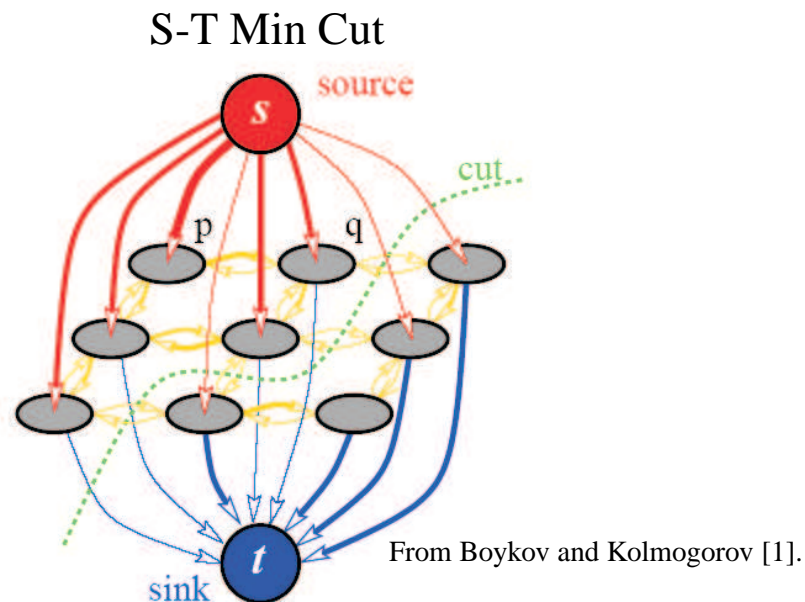 S-T Min Cut
source
s
cut
p
q
From Boykov and Kolmogorov [1].
t
sink